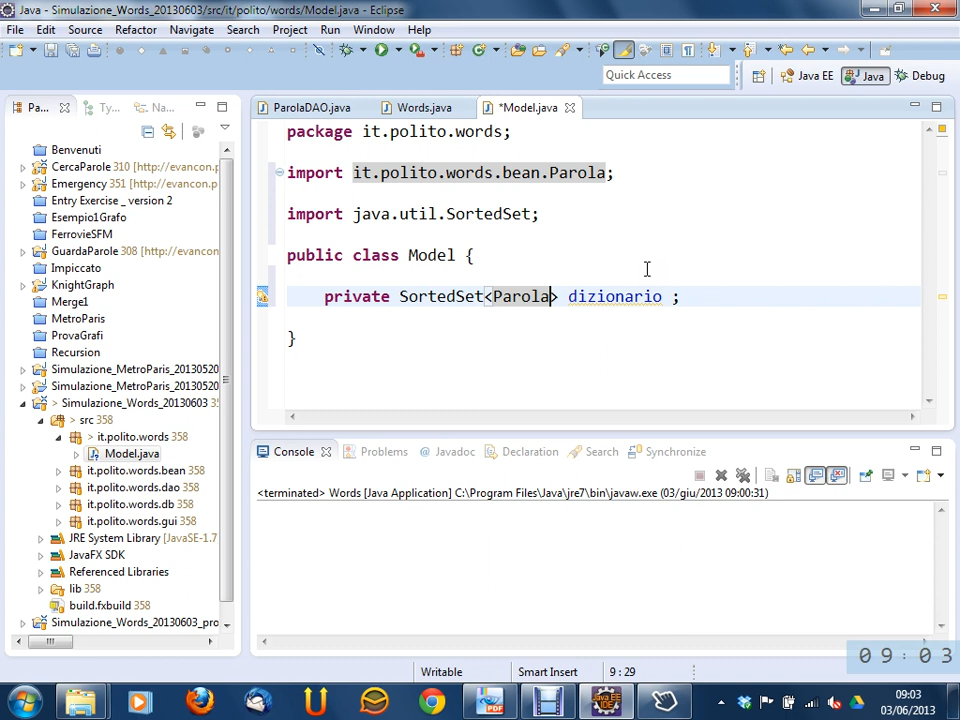 Java - Simulazione_Words_20130603/src/it/polito/words/Model.java - Eclipse
File Edit Source Refactor Navigate Search Project Run Window Help
Quick Access
Java EE Java Debug
Pa... Ty... Na...
ParolaDAO.java Words.java *Model.java
Benvenuti
CercaParole 310 [http://evancon.p
Emergency 351 [http://evancon.p
Entry Exercise _ version 2
Esempio1Grafo
FerrovieSFM
GuardaParole 308 [http://evancon.p
Impiccato
KnightGraph
Merge1
MetroParis
ProvaGrafi
Recursion
Simulazione_MetroParis_20130520
Simulazione_MetroParis_20130520
> Simulazione_Words_20130603 35
> src 358
> it.polito.words 358
Model.java
it.polito.words.bean 358
it.polito.words.dao 358
it.polito.words.db 358
it.polito.words.gui 358
JRE System Library [JavaSE-1.7
JavaFX SDK
Referenced Libraries
lib 358
build.fxbuild 358
Simulazione_Words_20130603_pro
package it.polito.words;
import it.polito.words.bean.Parola;
import java.util.SortedSet;
public class Model {
private SortedSet<Parola> dizionario ;
}
Console Problems Javadoc Declaration Search Synchronize
<terminated> Words [Java Application] C:\Program Files\Java\jre7\bin\javaw.exe (03/giu/2013 09:00:31)
09:03
Writable Smart Insert 9 : 29
09:03
03/06/2013